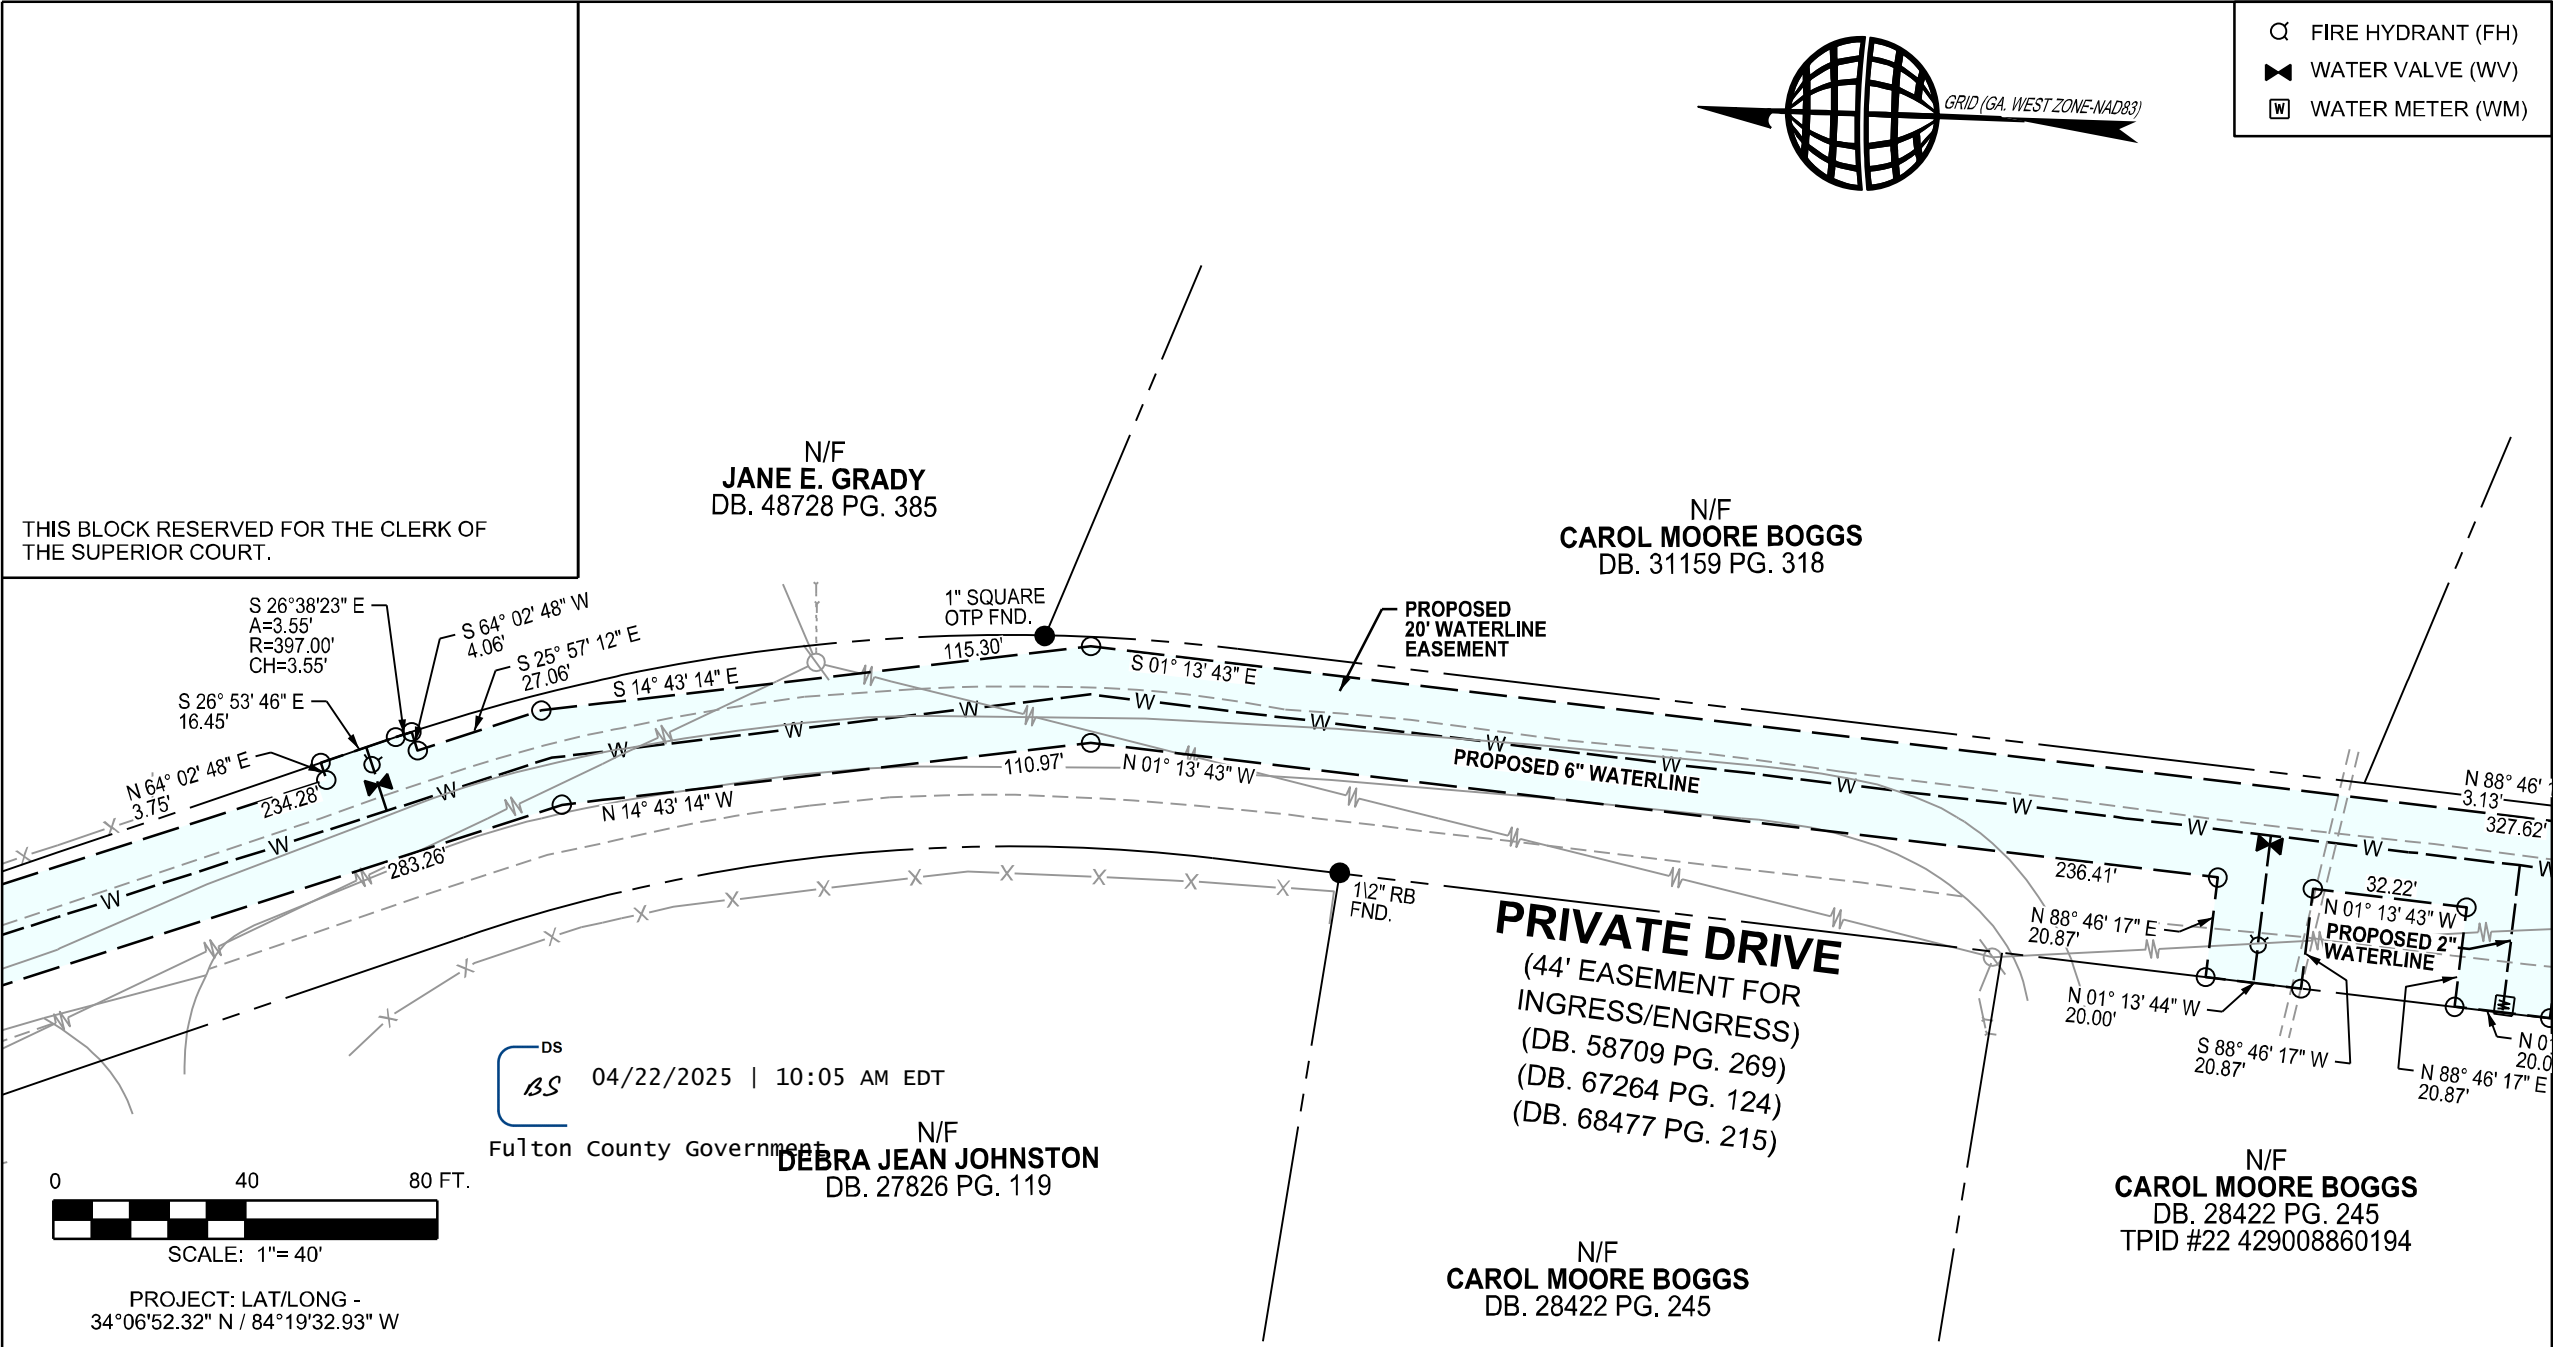 FIRE HYDRANT (FH)
WATER VALVE (WV)
W WATER METER (WM)
GRID (GA. WEST ZONE-NAD83)
THIS BLOCK RESERVED FOR THE CLERK OF
THE SUPERIOR COURT.
N/F
JANE E. GRADY
DB. 48728 PG. 385
N/F
CAROL MOORE BOGGS
DB. 31159 PG. 318
S 26°38'23" E
A=3.55'
R=397.00'
CH=3.55'
S 64° 02' 48" W
4.06'
S 25° 57' 12" E
27.06'
S 26° 53' 46" E
16.45'
N 64° 02' 48" E
3.75'
234.28'
S 14° 43' 14" E
115.30'
1" SQUARE
OTP FND.
S 01° 13' 43" E
PROPOSED
20' WATERLINE
EASEMENT
PROPOSED 6" WATERLINE
283.26'
N 14° 43' 14" W
110.97'
N 01° 13' 43" W
236.41'
N 88° 46'
3.13'
327.62'
32.22'
N 01° 13' 43" W
PROPOSED 2"
WATERLINE
N 88° 46' 17" E
20.87'
N 01° 13' 44" W
20.00'
S 88° 46' 17" W
20.87'
N 88° 46' 17" E
20.87'
N 01
20.0
1\2" RB
FND.
PRIVATE DRIVE
(44' EASEMENT FOR
INGRESS/ENGRESS)
(DB. 58709 PG. 269)
(DB. 67264 PG. 124)
(DB. 68477 PG. 215)
DS
BS
04/22/2025 | 10:05 AM EDT
Fulton County Government
N/F
DEBRA JEAN JOHNSTON
DB. 27826 PG. 119
N/F
CAROL MOORE BOGGS
DB. 28422 PG. 245
N/F
CAROL MOORE BOGGS
DB. 28422 PG. 245
TPID #22 429008860194
0 40 80 FT.
SCALE: 1"= 40'
PROJECT: LAT/LONG -
34°06'52.32" N / 84°19'32.93" W